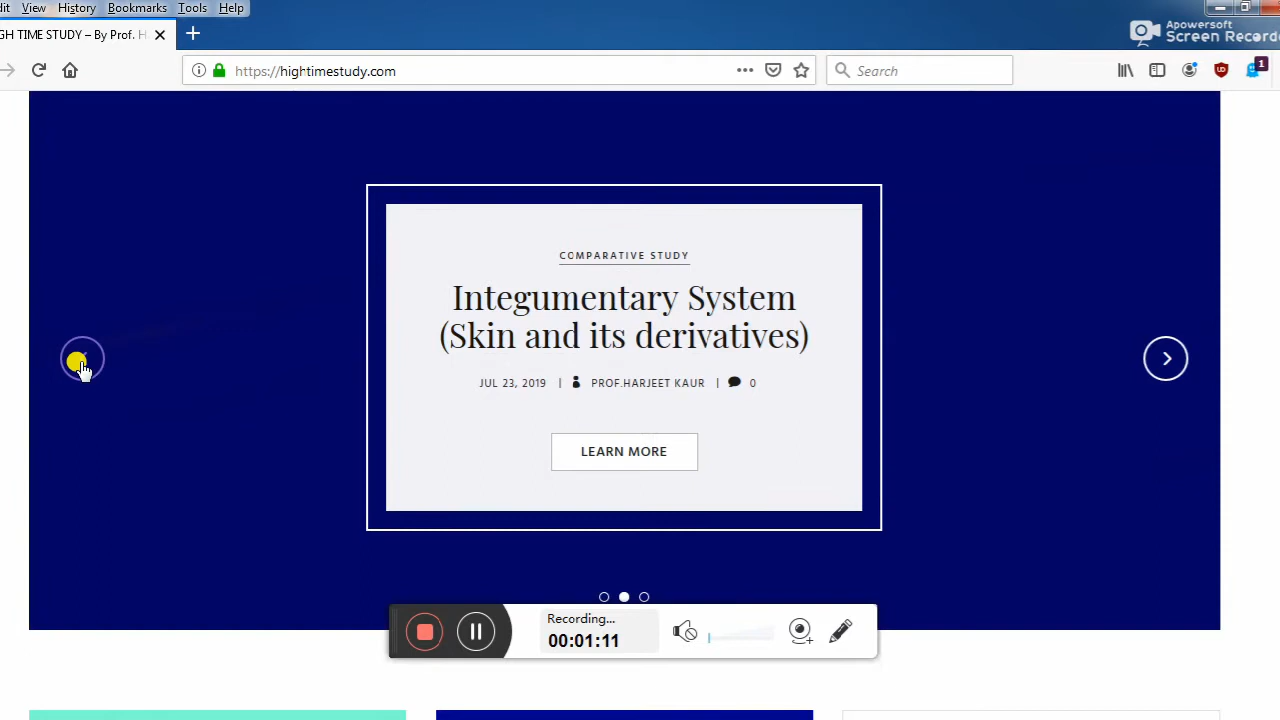 View History Bookmarks Tools Help
Apowersoft
Screen Recorde
GH TIME STUDY – By Prof. H
https://hightimestudy.com
Search
1
COMPARATIVE STUDY
Integumentary System
(Skin and its derivatives)
JUL 23, 2019 | PROF.HARJEET KAUR | 0
LEARN MORE
Recording...
00:01:11